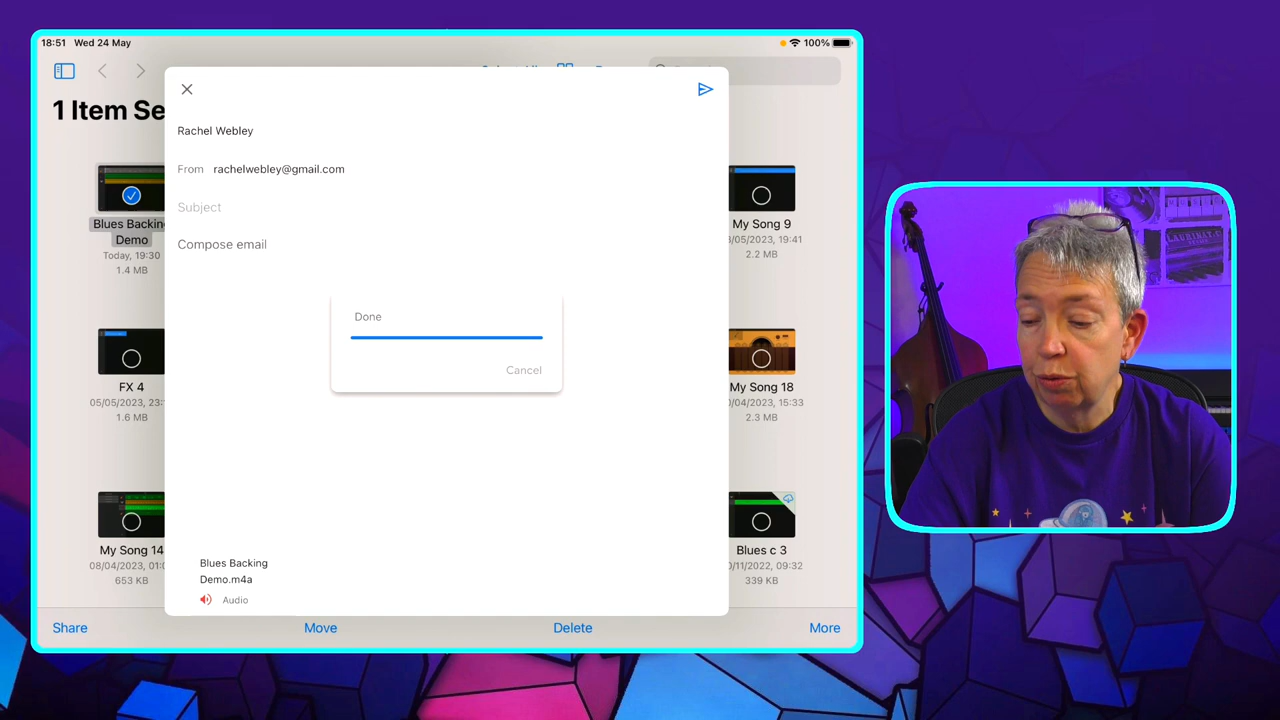 18:51 Wed 24 May
100%
1 Item Se
Rachel Webley
From rachelwebley@gmail.com
Subject
Compose email
Blues Backing
Demo
Today, 19:30
1.4 MB
My Song 9
/05/2023, 19:41
2.2 MB
Done
Cancel
FX 4
05/05/2023, 23:
1.6 MB
My Song 18
/04/2023, 15:33
2.3 MB
My Song 14
08/04/2023, 01:0
653 KB
Blues c 3
/11/2022, 09:32
339 KB
Blues Backing
Demo.m4a
Audio
Share
Move
Delete
More